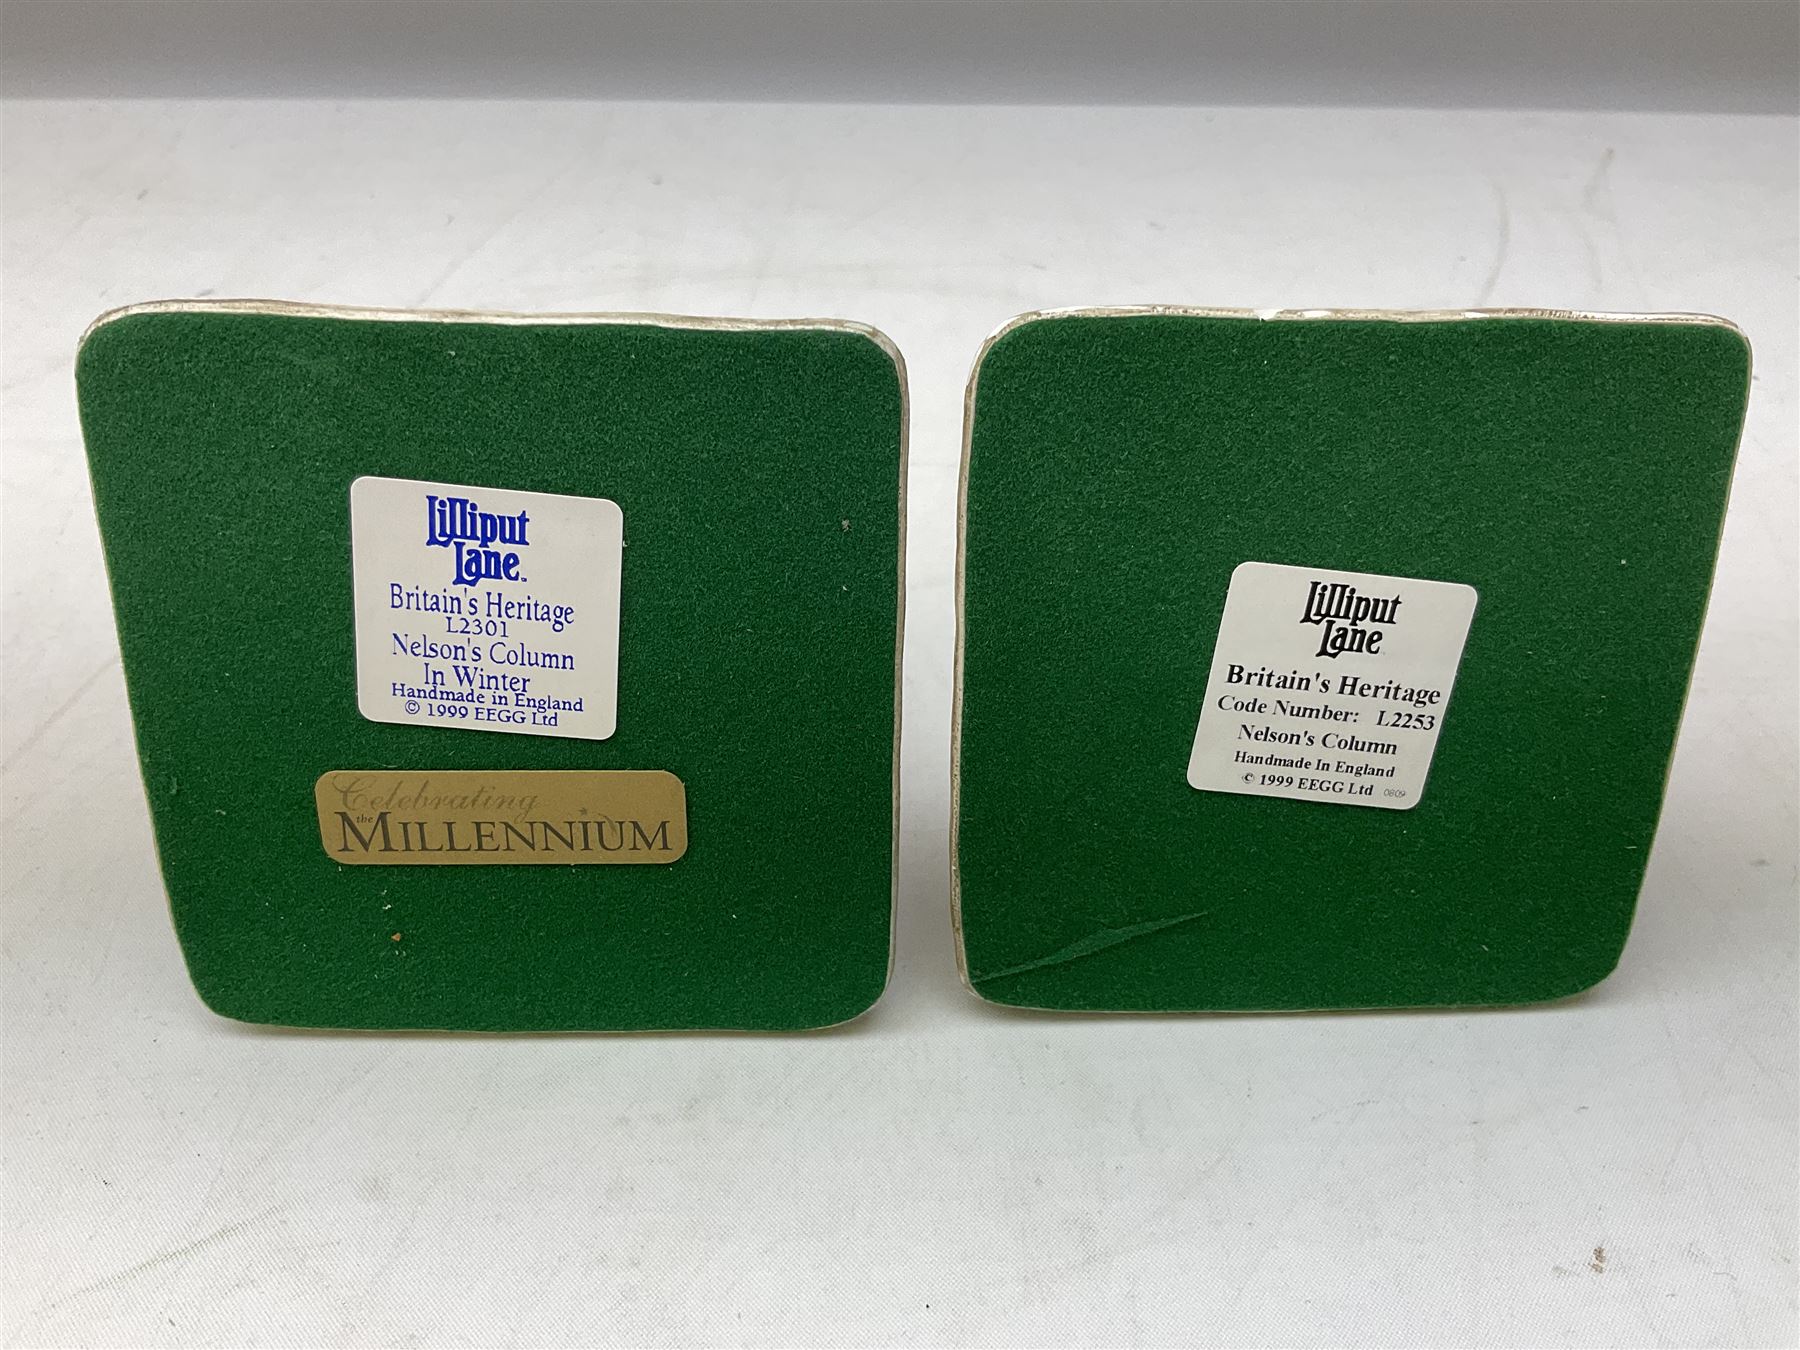 Lilliput
Lane
Britain's Heritage
L2301
Nelson's Column
In Winter
Handmade in England
© 1999 EEGG Ltd
Celebrating
the MILLENNIUM
Lilliput
Lane
Britain's Heritage
Code Number: L2253
Nelson's Column
Handmade In England
© 1999 EEGG Ltd 0809